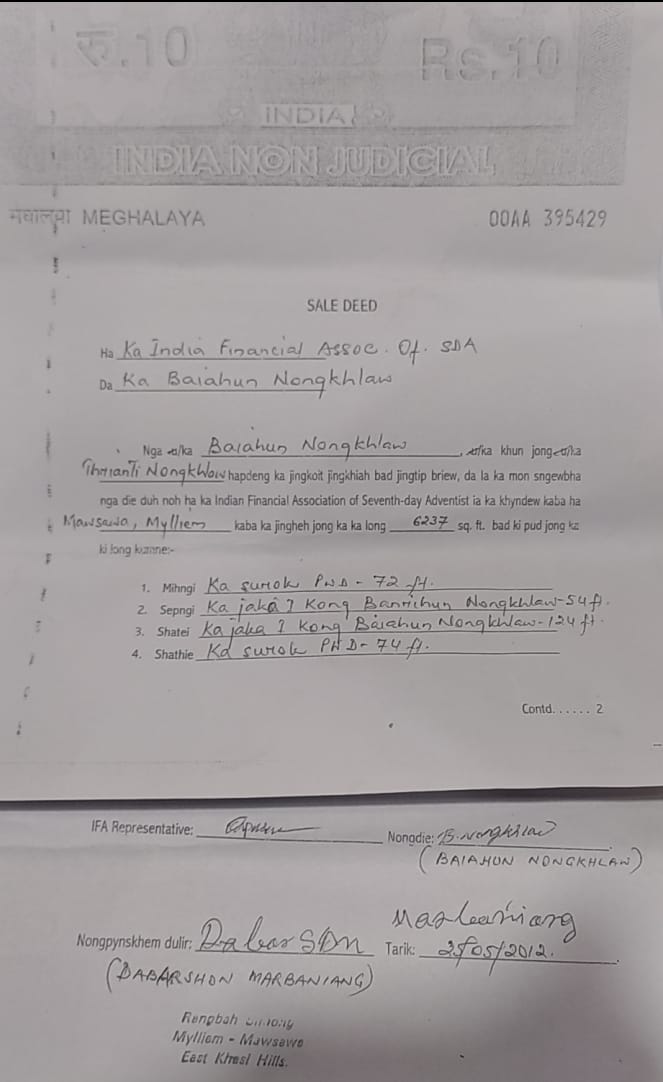 रु.10 Rs.10
INDIA
INDIA NON JUDICIAL
मेघालय MEGHALAYA 00AA 395429
SALE DEED
Ha Ka India Financial Assoc. Of. SDA
Da Ka Baiahun Nongkhlaw
Nga /ka Baiahun Nongkhlaw, /ka khun jong /ka
Nongkhlaw hapdeng ka jingkoit jingkhiah bad jingtip briew, da la ka mon sngewbha
nga die duh noh ha ka Indian Financial Association of Seventh-day Adventist ia ka khyndew kaba ha
Mawsawa, Mylliem kaba ka jingheh jong ka ka long 6237 sq. ft. bad ki pud jong ka
ki long kumne:-
1. Mihngi Ka surok PWD - 72 ft.
2. Sepngi Ka jaka I Kong Banrihun Nongkhlaw-54 ft.
3. Shatei Ka jaka I Kong Baiahun Nongkhlaw-124 ft.
4. Shathie Ka surok PWD - 74 ft.
Contd...... 2
IFA Representative:
Nongdie: B. Nongkhlaw
(BAIAHUN NONGKHLAW)
Marbaniang
Nongpynskhem dulir: Tarik: 25/05/2012.
(DABARSHON MARBANIANG)
Rangbah
Mylliem - Mawsawa
East Khasi Hills.